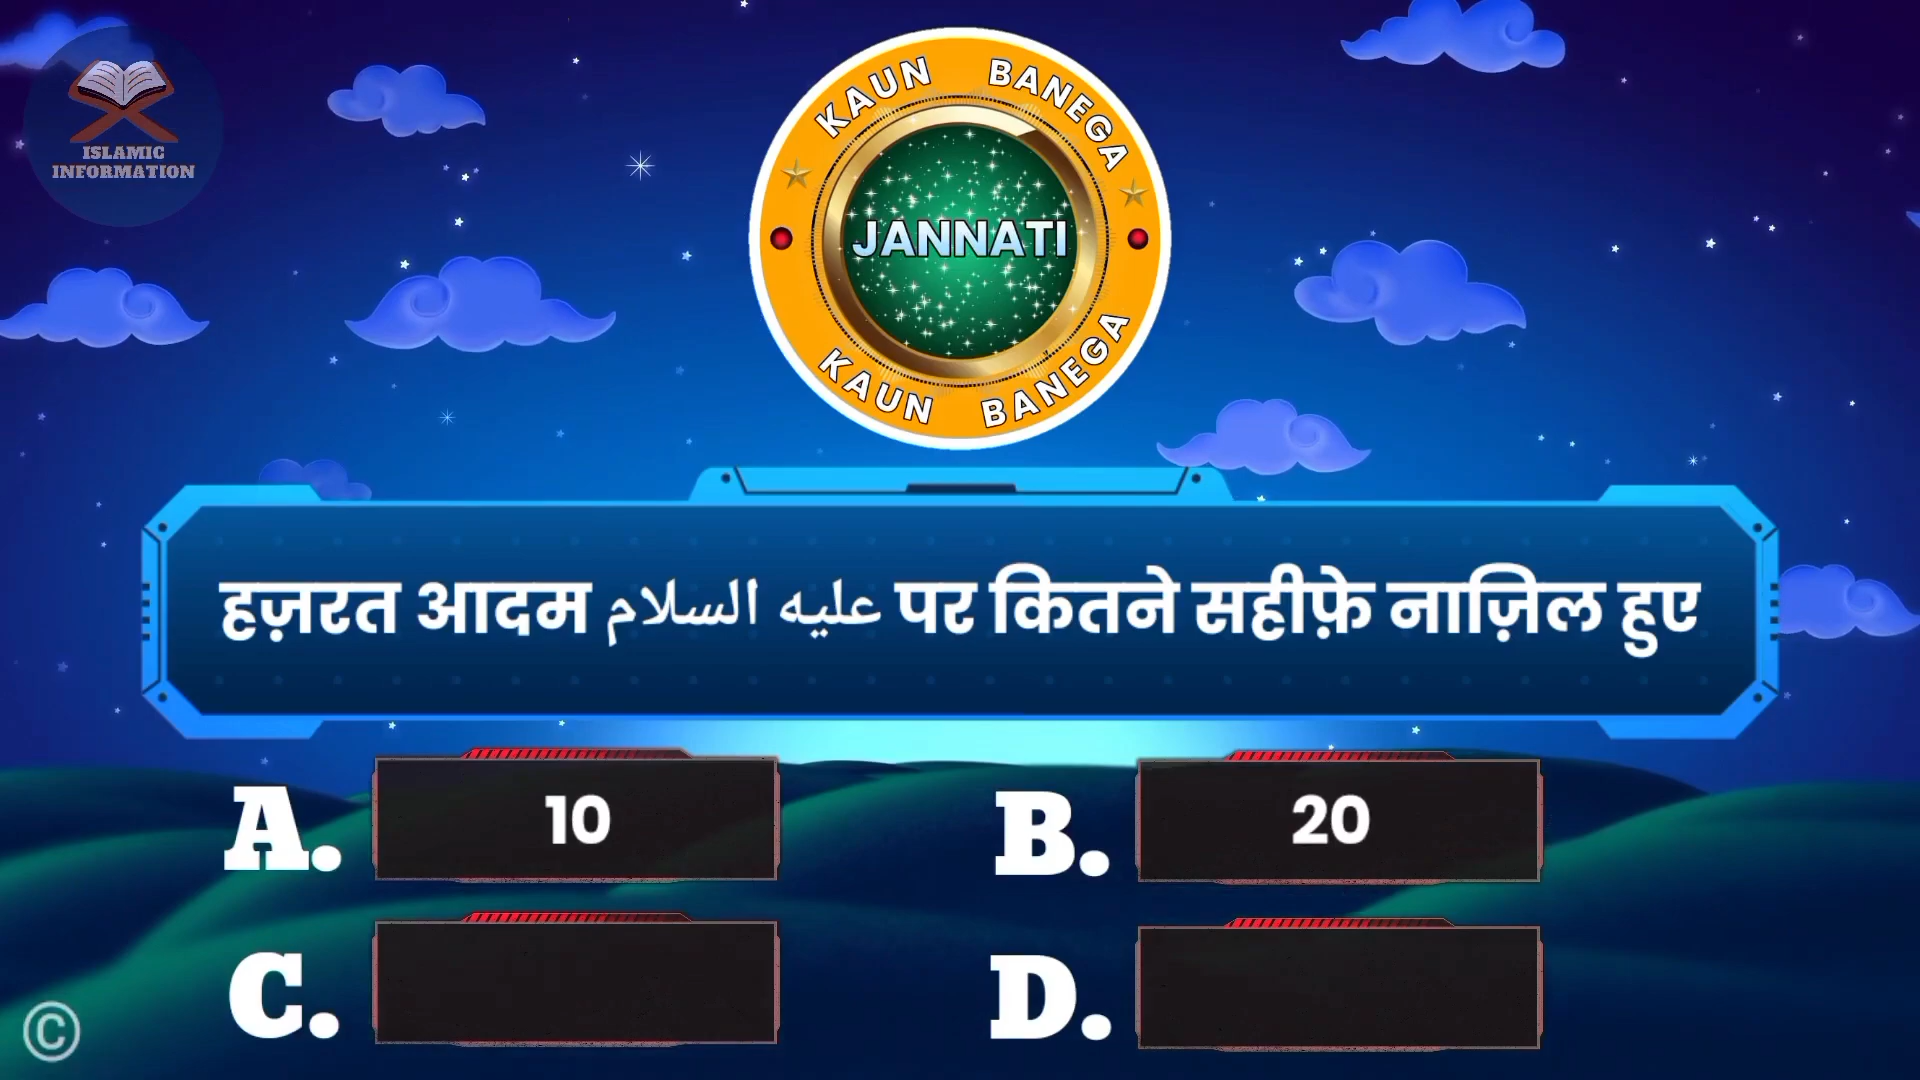 ISLAMIC
INFORMATION
KAUN BANEGA
JANNATI
KAUN BANEGA
हज़रत आदम عليه السلام पर कितने सहीफ़े नाज़िल हुए
A. 10
B. 20
C.
D.
©